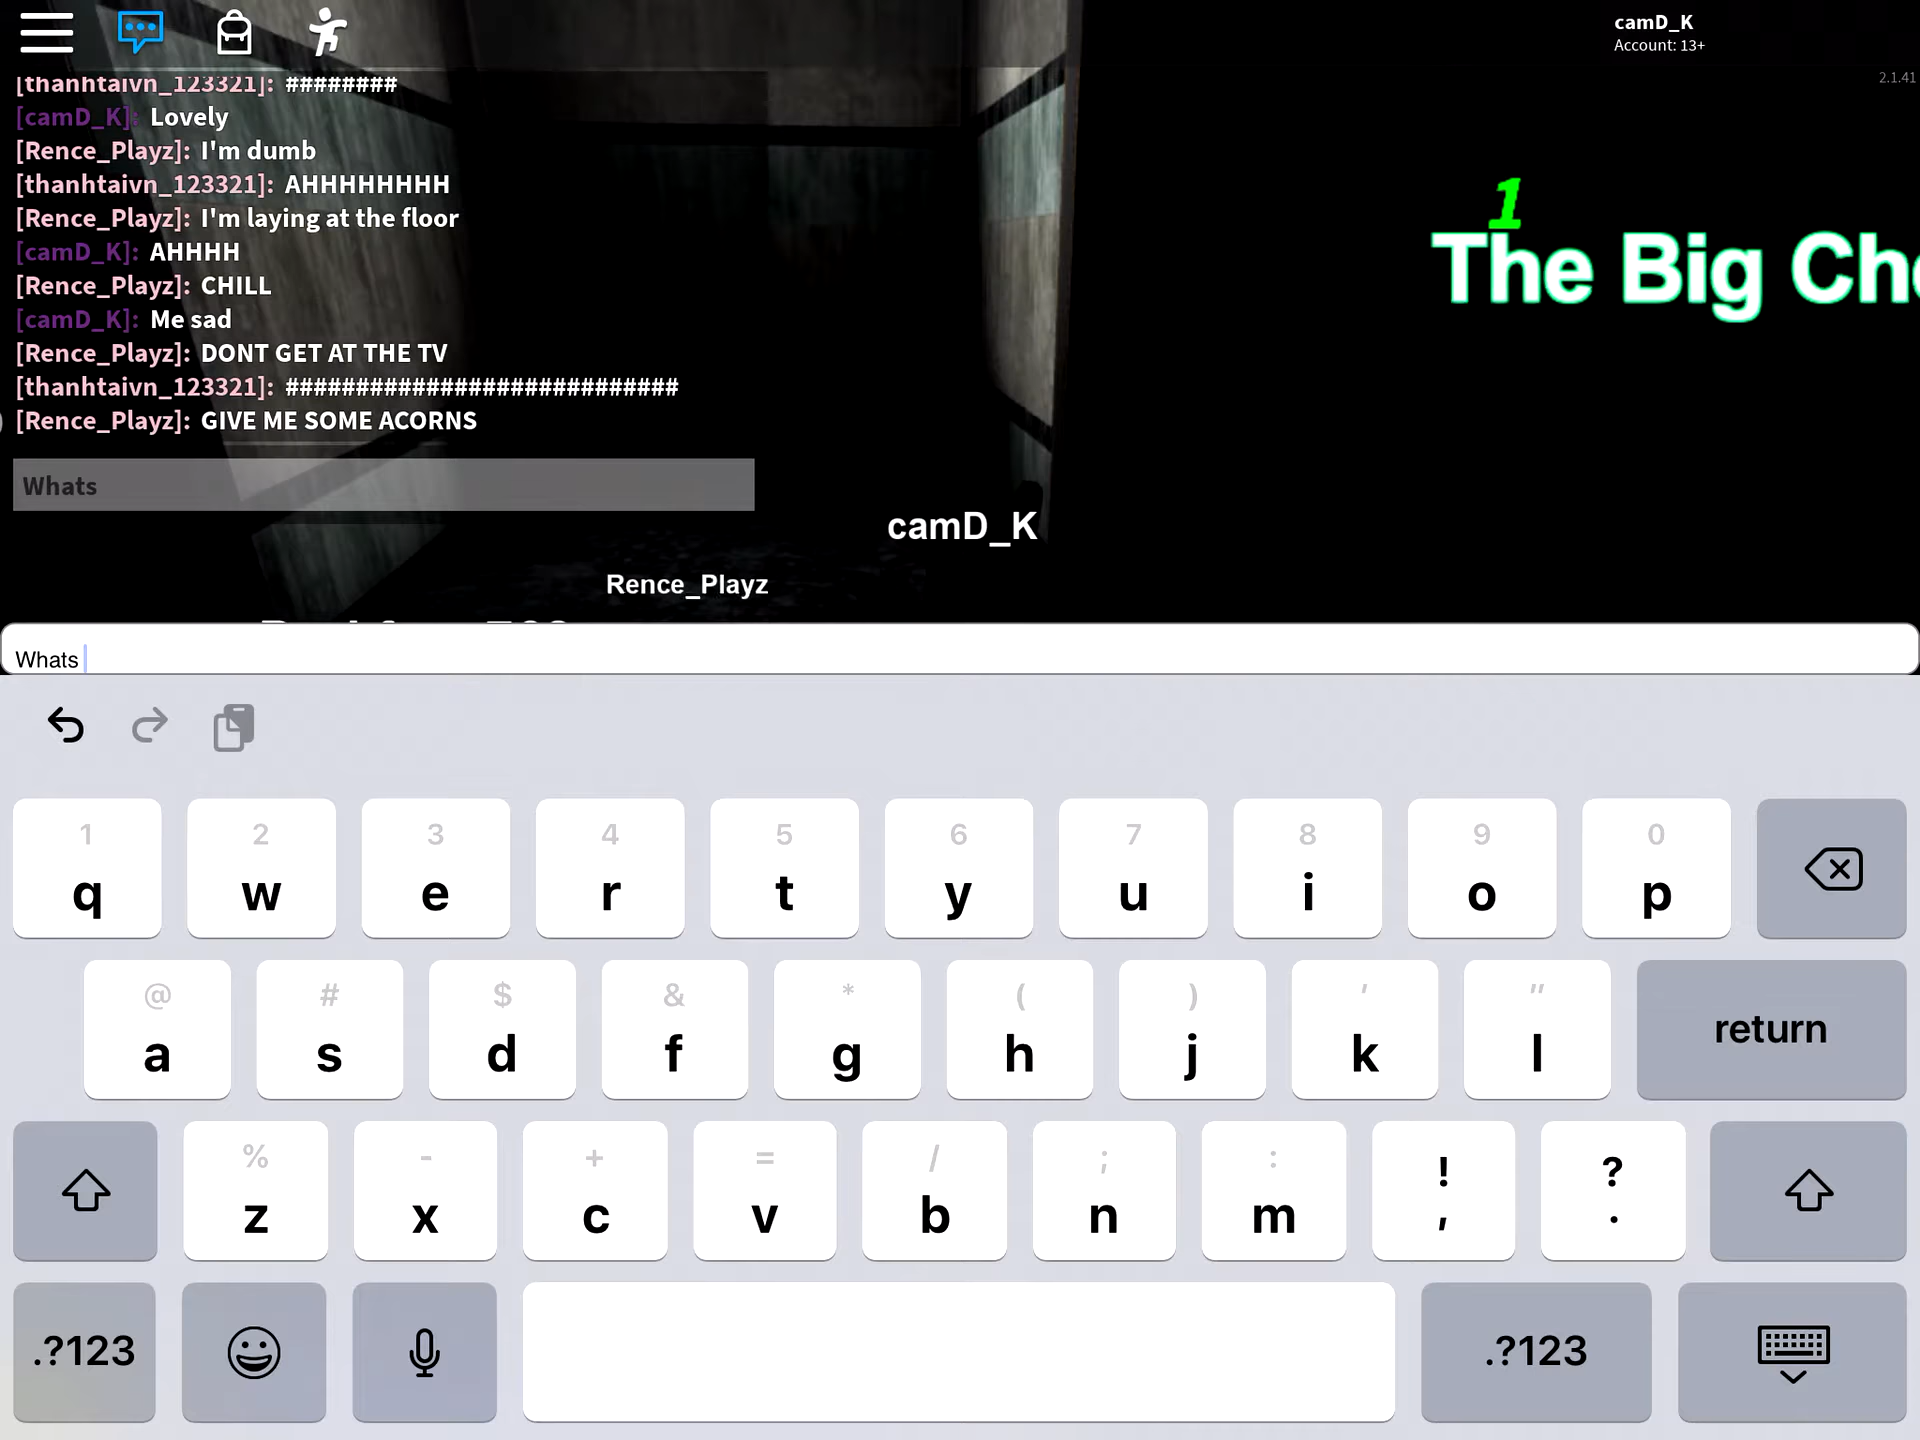 camD_K
Account: 13+
2.1.41
[thanhtaivn_123321]: ########
[camD_K]: Lovely
[Rence_Playz]: I'm dumb
[thanhtaivn_123321]: AHHHHHHHH
[Rence_Playz]: I'm laying at the floor
[camD_K]: AHHHH
[Rence_Playz]: CHILL
[camD_K]: Me sad
[Rence_Playz]: DONT GET AT THE TV
[thanhtaivn_123321]: ############################
[Rence_Playz]: GIVE ME SOME ACORNS
Whats
1
The Big Che
camD_K
Rence_Playz
Whats
1 2 3 4 5 6 7 8 9 0
q w e r t y u i o p
@ # $ & * ( ) ' "
a s d f g h j k l return
% - + = / ; : ! ?
z x c v b n m , .
.?123 .?123